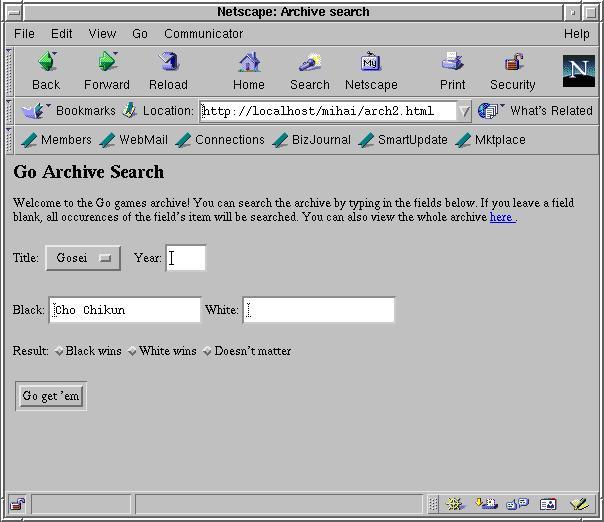 Netscape: Archive search
File Edit View Go Communicator Help
Back Forward Reload Home Search Netscape Print Security
My
N
Bookmarks Location: http://localhost/mihai/arch2.html What's Related
Members WebMail Connections BizJournal SmartUpdate Mktplace
Go Archive Search
Welcome to the Go games archive! You can search the archive by typing in the fields below. If you leave a field
blank, all occurences of the field's item will be searched. You can also view the whole archive here .
Title: Gosei Year:
Black: Cho Chikun White:
Result: Black wins White wins Doesn't matter
Go get 'em